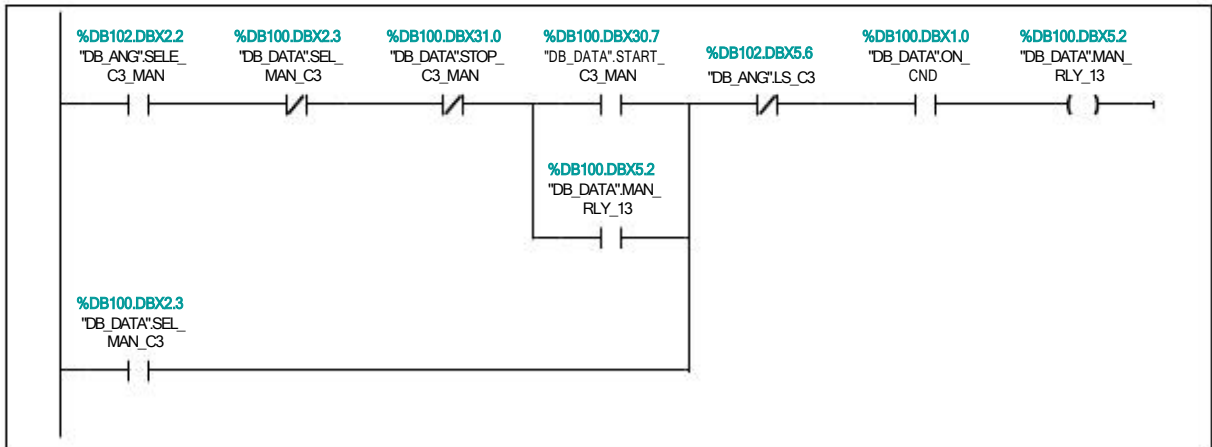 %DB102.DBX2.2
"DB_ANG".SELE_
C3_MAN
%DB100.DBX2.3
"DB_DATA".SEL_
MAN_C3
%DB100.DBX31.0
"DB_DATA".STOP_
C3_MAN
%DB100.DBX30.7
"DB_DATA".START_
C3_MAN
%DB102.DBX5.6
"DB_ANG".LS_C3
%DB100.DBX1.0
"DB_DATA".ON_
CND
%DB100.DBX5.2
"DB_DATA".MAN_
RLY_13
%DB100.DBX5.2
"DB_DATA".MAN_
RLY_13
%DB100.DBX2.3
"DB_DATA".SEL_
MAN_C3